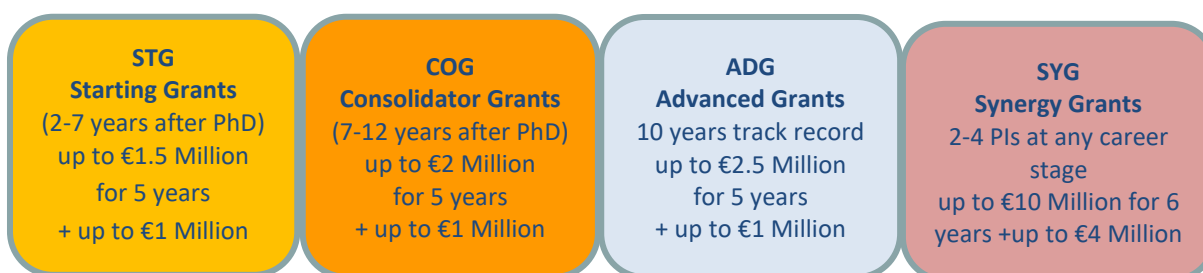 STG
Starting Grants
(2-7 years after PhD)
up to €1.5 Million
for 5 years
+ up to €1 Million
COG
Consolidator Grants
(7-12 years after PhD)
up to €2 Million
for 5 years
+ up to €1 Million
ADG
Advanced Grants
10 years track record
up to €2.5 Million
for 5 years
+ up to €1 Million
SYG
Synergy Grants
2-4 PIs at any career
stage
up to €10 Million for 6
years +up to €4 Million